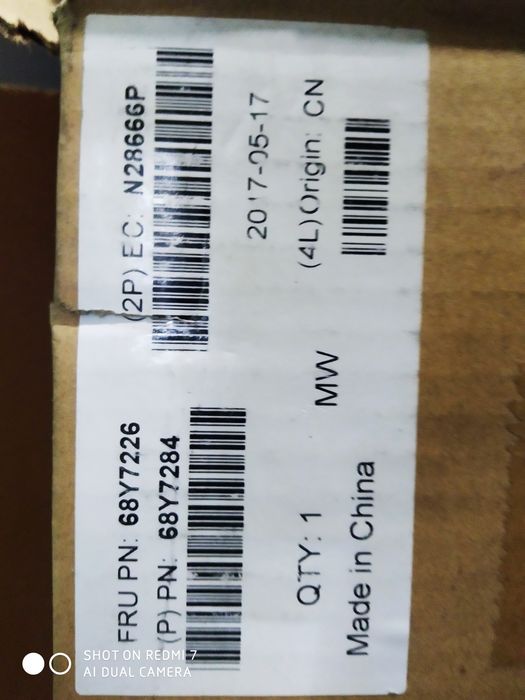 FRU PN: 68Y7226
(P) PN: 68Y7284
(2P) EC: N28666P
2017-05-17
QTY: 1
MW
(4L) Origin: CN
Made in China
SHOT ON REDMI 7
AI DUAL CAMERA